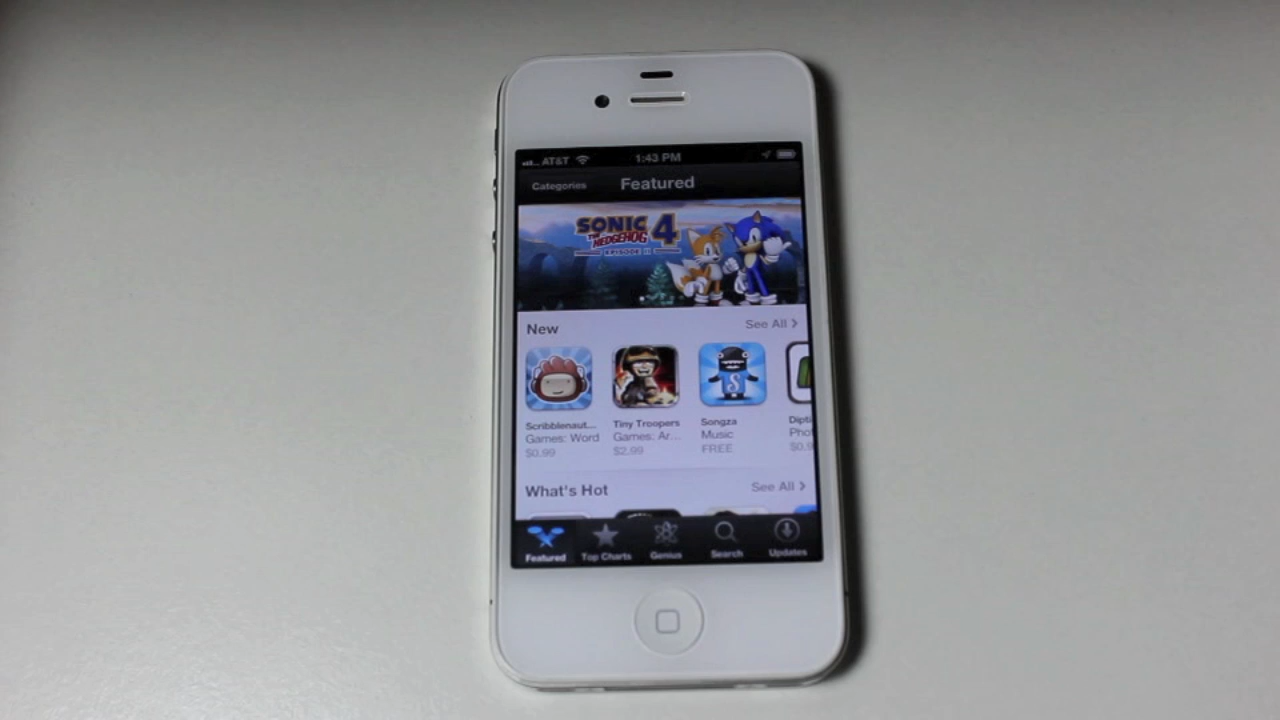 AT&T 1:43 PM
Categories Featured
SONIC
THE
HEDGEHOG 4
EPISODE II
New See All >
Scribblenaut... Tiny Troopers Songza Dipti
Games: Word Games: Ar... Music Pho
$0.99 $2.99 FREE $0.9
S
What's Hot See All >
Featured Top Charts Genius Search Updates